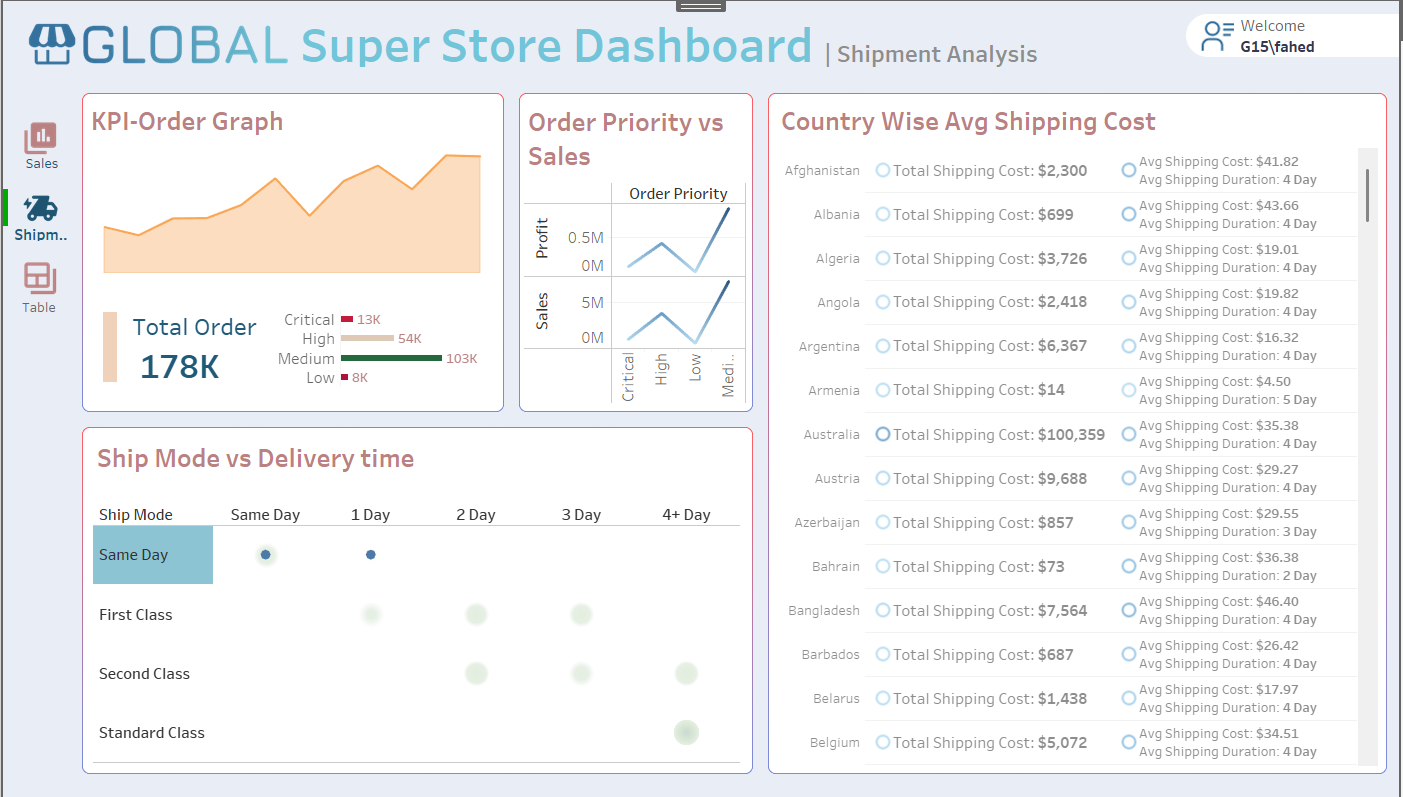 GLOBAL Super Store Dashboard | Shipment Analysis
Welcome
G15\fahed
Sales
Shipm..
Table
KPI-Order Graph
Total Order
178K
Critical 13K
High 54K
Medium 103K
Low 8K
Order Priority vs
Sales
Order Priority
Profit
0.5M
0M
Sales
5M
0M
Critical
High
Low
Medi..
Ship Mode vs Delivery time
Ship Mode Same Day 1 Day 2 Day 3 Day 4+ Day
Same Day
First Class
Second Class
Standard Class
Country Wise Avg Shipping Cost
Afghanistan Total Shipping Cost: $2,300
Avg Shipping Cost: $41.82
Avg Shipping Duration: 4 Day
Albania Total Shipping Cost: $699
Avg Shipping Cost: $43.66
Avg Shipping Duration: 4 Day
Algeria Total Shipping Cost: $3,726
Avg Shipping Cost: $19.01
Avg Shipping Duration: 4 Day
Angola Total Shipping Cost: $2,418
Avg Shipping Cost: $19.82
Avg Shipping Duration: 4 Day
Argentina Total Shipping Cost: $6,367
Avg Shipping Cost: $16.32
Avg Shipping Duration: 4 Day
Armenia Total Shipping Cost: $14
Avg Shipping Cost: $4.50
Avg Shipping Duration: 5 Day
Australia Total Shipping Cost: $100,359
Avg Shipping Cost: $35.38
Avg Shipping Duration: 4 Day
Austria Total Shipping Cost: $9,688
Avg Shipping Cost: $29.27
Avg Shipping Duration: 4 Day
Azerbaijan Total Shipping Cost: $857
Avg Shipping Cost: $29.55
Avg Shipping Duration: 3 Day
Bahrain Total Shipping Cost: $73
Avg Shipping Cost: $36.38
Avg Shipping Duration: 2 Day
Bangladesh Total Shipping Cost: $7,564
Avg Shipping Cost: $46.40
Avg Shipping Duration: 4 Day
Barbados Total Shipping Cost: $687
Avg Shipping Cost: $26.42
Avg Shipping Duration: 4 Day
Belarus Total Shipping Cost: $1,438
Avg Shipping Cost: $17.97
Avg Shipping Duration: 4 Day
Belgium Total Shipping Cost: $5,072
Avg Shipping Cost: $34.51
Avg Shipping Duration: 4 Day